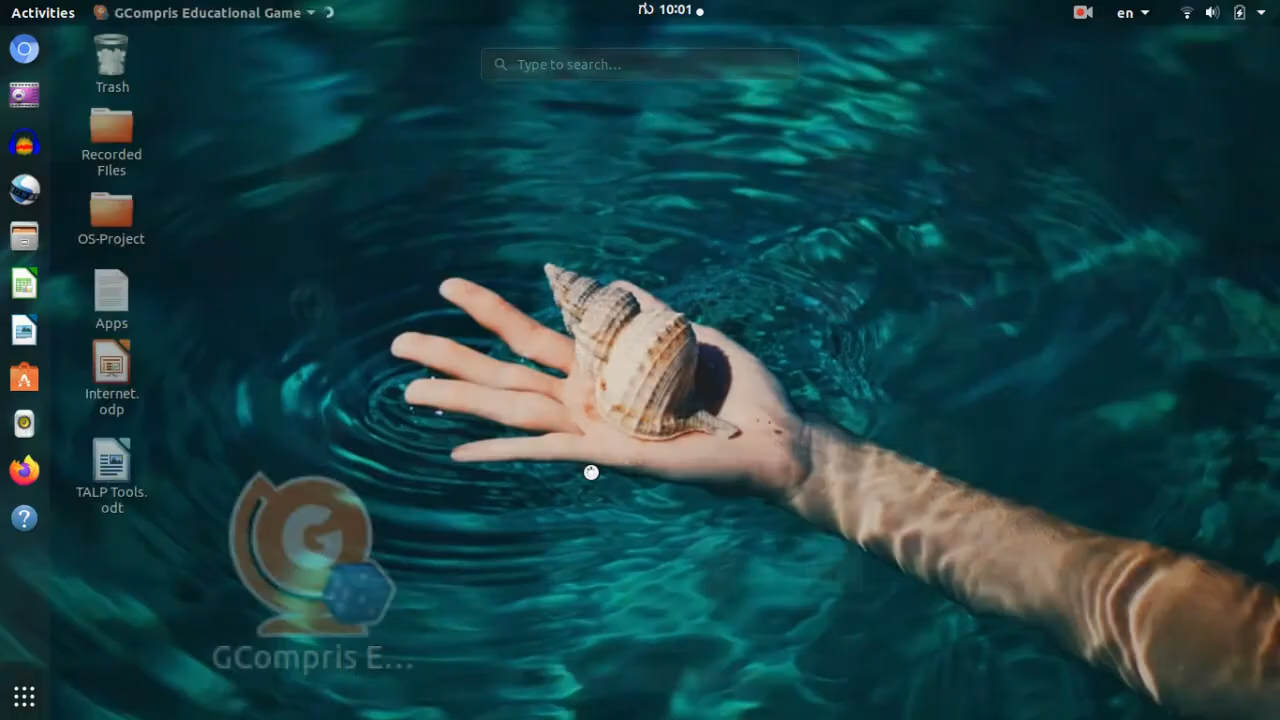 Activities
GCompris Educational Game
ಗು 10:01
en
Type to search...
Trash
Recorded
FIles
OS-Project
Apps
Internet.
odp
TALP Tools.
odt
GCompris E...